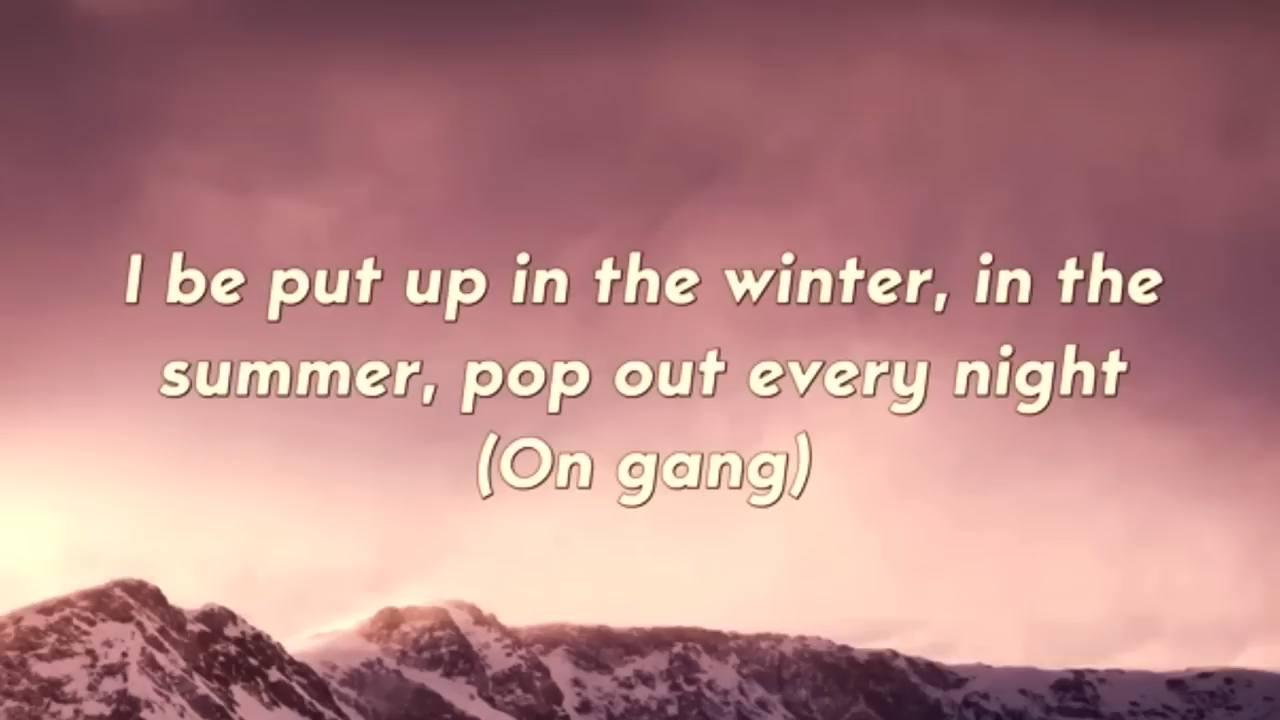 I be put up in the winter, in the
summer, pop out every night
(On gang)